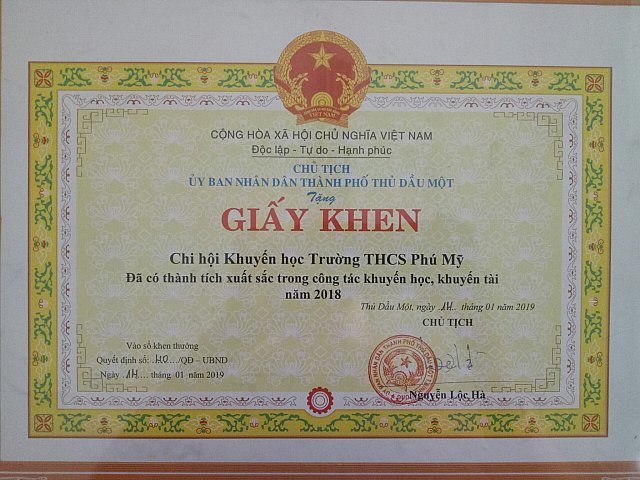 VIỆT NAM
CỘNG HÒA XÃ HỘI CHỦ NGHĨA VIỆT NAM
Độc lập - Tự do - Hạnh phúc
CHỦ TỊCH
ỦY BAN NHÂN DÂN THÀNH PHỐ THỦ DẦU MỘT
Tặng
GIẤY KHEN
Chi hội Khuyến học Trường THCS Phú Mỹ
Đã có thành tích xuất sắc trong công tác khuyến học, khuyến tài
năm 2018
Thủ Dầu Một, ngày .14... tháng 01 năm 2019
CHỦ TỊCH
Vào sổ khen thưởng
Quyết định số: .40.../QĐ – UBND
Ngày .14.... tháng 01 năm 2019
Nguyễn Lộc Hà